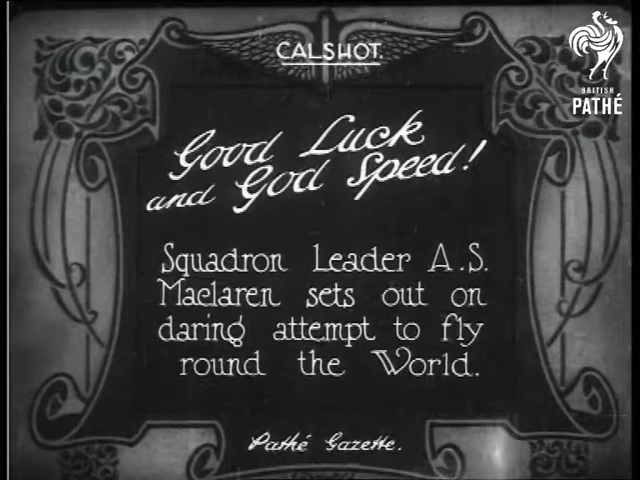 CALSHOT.
BRITISH
PATHÉ
Good Luck
and God Speed!
Squadron Leader A.S.
Maelaren sets out on
daring attempt to fly
round the World.
Pathé Gazette.